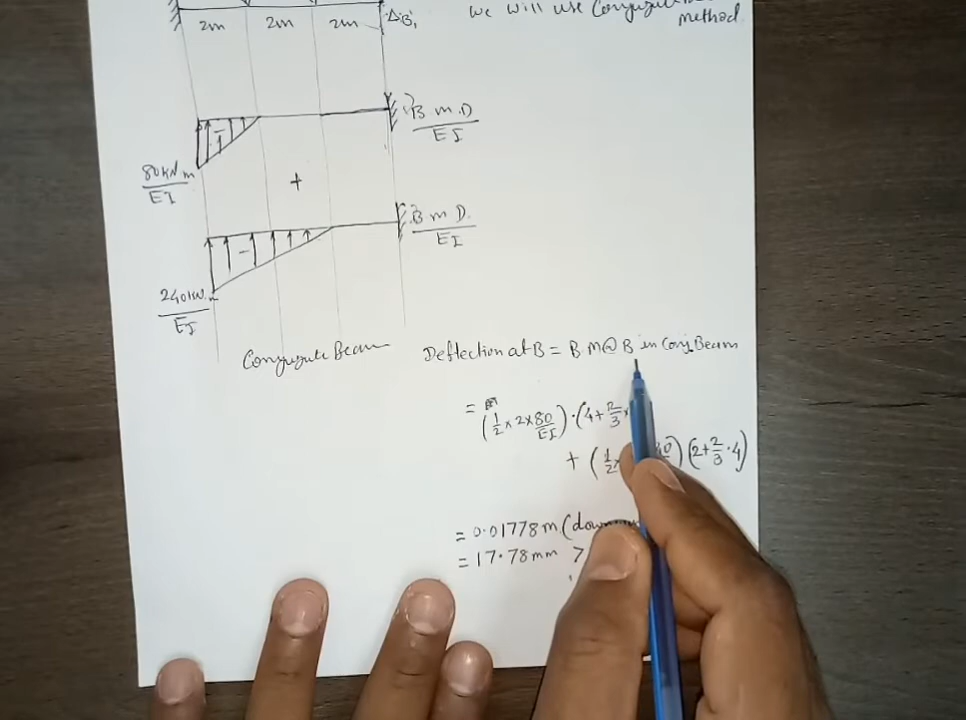 we will use
method
2m 2m 2m ΔB,
B M.D
EI
80KN m
EI
+
B M D.
EI
240KN.
EI
Conjugate Beam
Deflection at B = B.M@ B in Conj. Beam
= (1/2 × 2 × 80/EI) · (4 + 2/3
+ (1/2 (2 + 2/3 · 4)
= 0.01778 m (down
= 17.78 mm >